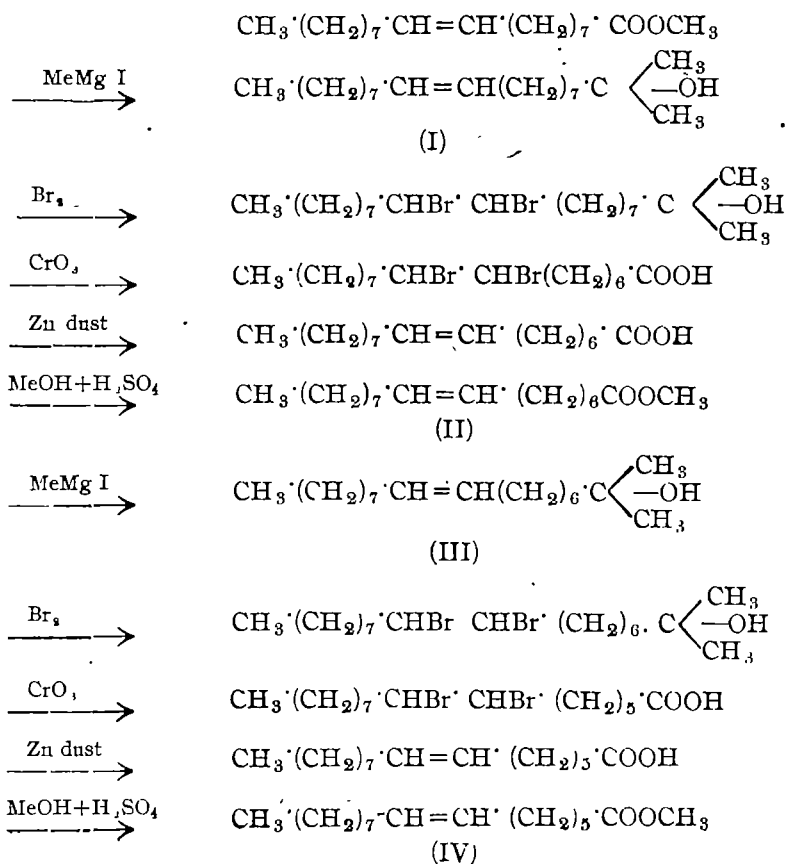 CH₃·(CH₂)₇·CH=CH·(CH₂)₇·COOCH₃
CH₃
MeMg I CH₃·(CH₂)₇·CH=CH(CH₂)₇·C —OH
CH₃
(I)
CH₃
Br₂ CH₃·(CH₂)₇·CHBr·CHBr·(CH₂)₇·C —OH
CH₃
CrO₃ CH₃·(CH₂)₇·CHBr·CHBr(CH₂)₆·COOH
Zn dust CH₃·(CH₂)₇·CH=CH·(CH₂)₆·COOH
MeOH+H₂SO₄ CH₃·(CH₂)₇·CH=CH·(CH₂)₆COOCH₃
(II)
CH₃
MeMg I CH₃·(CH₂)₇·CH=CH(CH₂)₆·C —OH
CH₃
(III)
CH₃
Br₂ CH₃·(CH₂)₇·CHBr CHBr·(CH₂)₆.C —OH
CH₃
CrO₃ CH₃·(CH₂)₇·CHBr·CHBr·(CH₂)₅·COOH
Zn dust CH₃·(CH₂)₇·CH=CH·(CH₂)₅·COOH
MeOH+H₂SO₄ CH₃·(CH₂)₇-CH=CH·(CH₂)₅·COOCH₃
(IV)